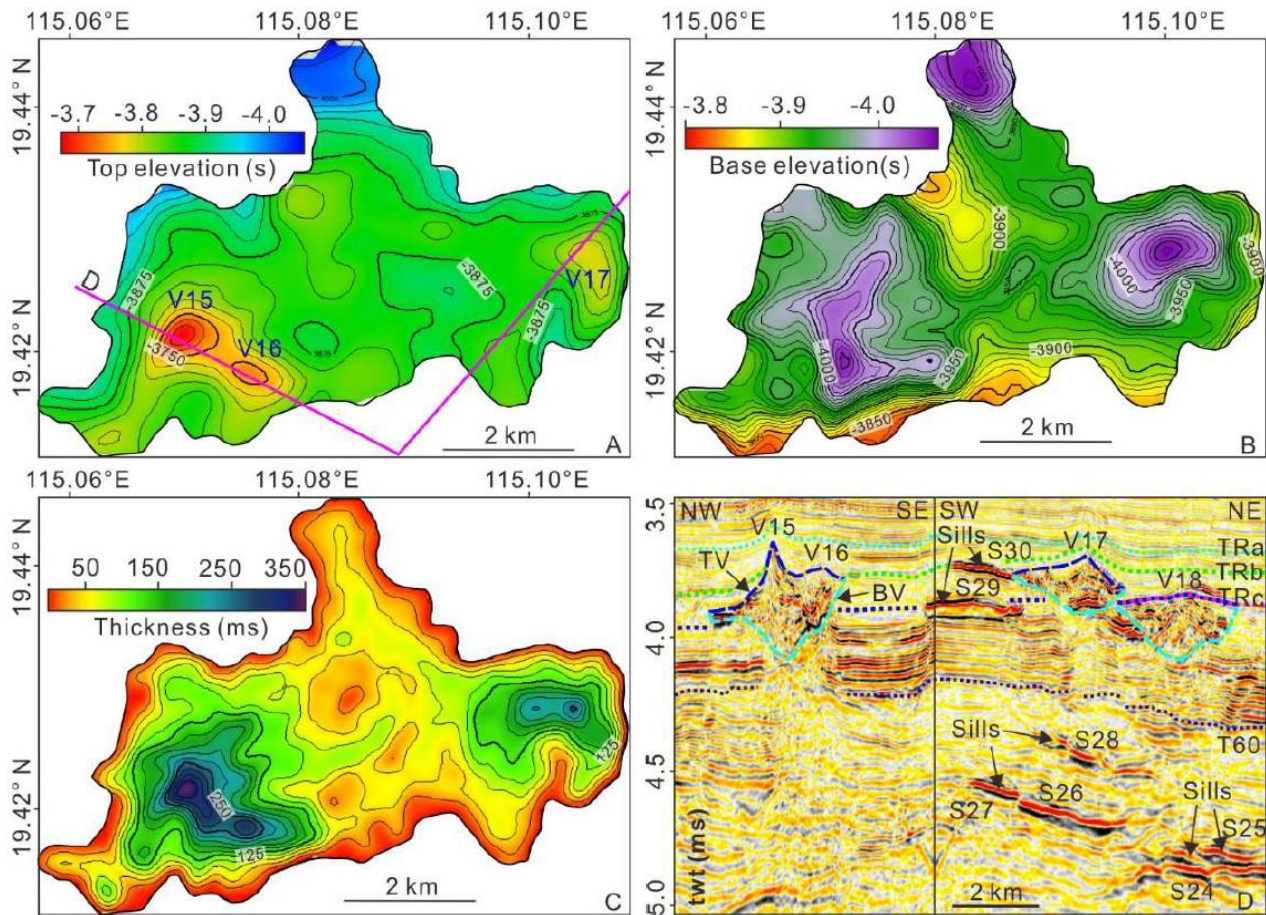 115.06°E 115.08°E 115.10°E
19.44° N
19.42° N
-3.7 -3.8 -3.9 -4.0
Top elevation (s)
4000
3875
-3875
D
V15
-3750
V16
-3875
-3875
V17
3875
2 km
A
115.06°E 115.08°E 115.10°E
19.44° N
19.42° N
-3.8 -3.9 -4.0
Base elevation(s)
-3900
-3900
-4000
-3950
-4000
-3950
-3900
-3850
2 km
B
115.06°E 115.08°E 115.10°E
19.44° N
19.42° N
50 150 250 350
Thickness (ms)
250
125
125
2 km
C
3.5
4.0
4.5
5.0
twt (ms)
NW SE SW NE
V15
V16
TV
BV
Sills
S30
S29
V17
V18
TRa
TRb
TRc
T60
Sills
S28
S27
S26
Sills
S25
S24
2 km
D